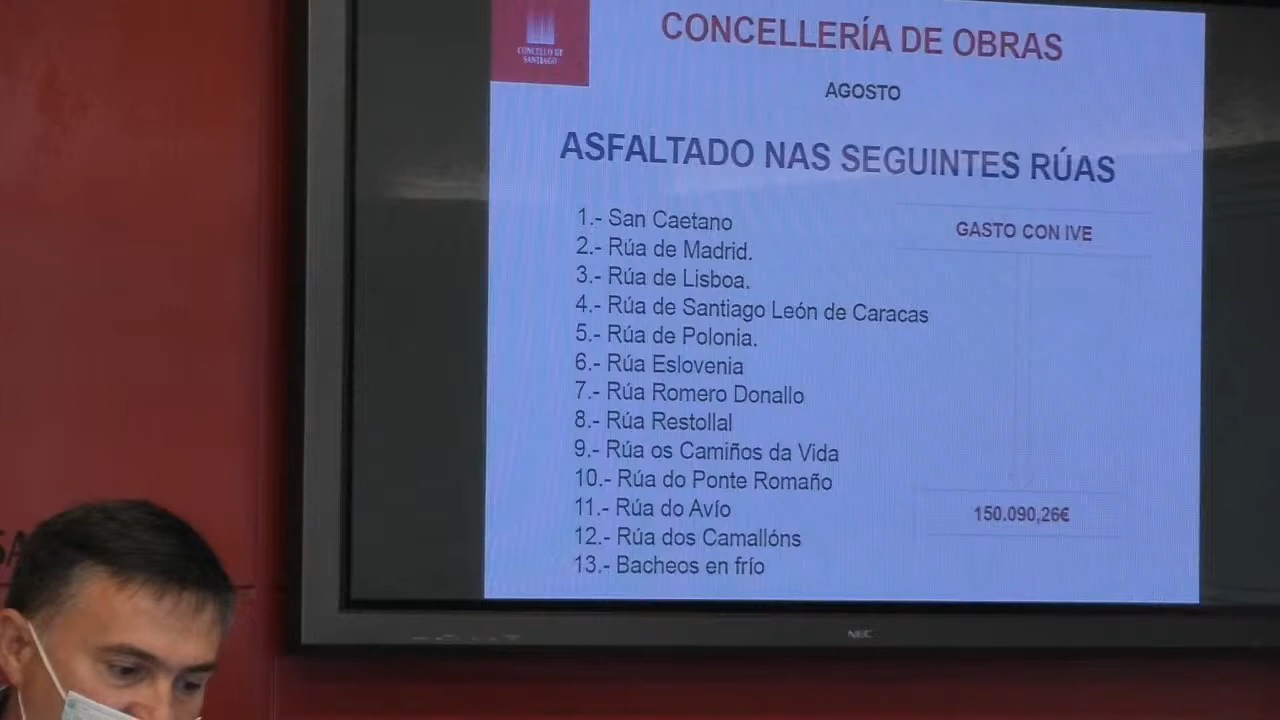 CONCELLO DE
SANTIAGO
CONCELLERÍA DE OBRAS
AGOSTO
ASFALTADO NAS SEGUINTES RÚAS
1.- San Caetano
2.- Rúa de Madrid.
3.- Rúa de Lisboa.
4.- Rúa de Santiago León de Caracas
5.- Rúa de Polonia.
6.- Rúa Eslovenia
7.- Rúa Romero Donallo
8.- Rúa Restollal
9.- Rúa os Camiños da Vida
10.- Rúa do Ponte Romaño
11.- Rúa do Avío
12.- Rúa dos Camallóns
13.- Bacheos en frío
GASTO CON IVE
150.090,26€
NEC